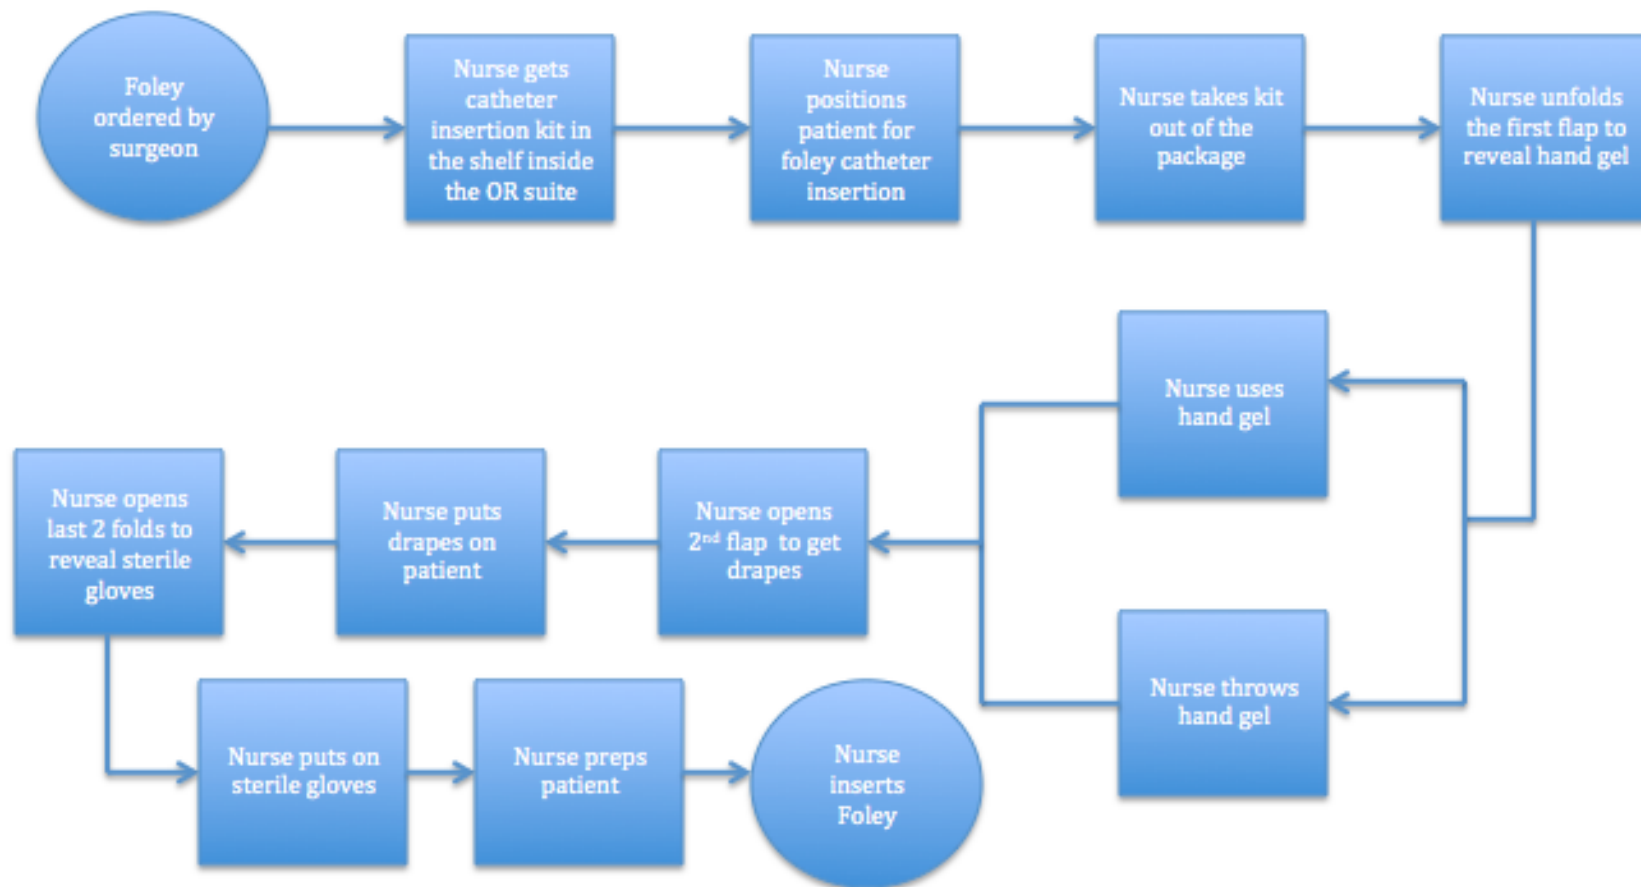 Foley
ordered by
surgeon
Nurse gets
catheter
insertion kit in
the shelf inside
the OR suite
Nurse
positions
patient for
foley catheter
insertion
Nurse takes kit
out of the
package
Nurse unfolds
the first flap to
reveal hand gel
Nurse uses
hand gel
Nurse throws
hand gel
Nurse opens
2nd flap to get
drapes
Nurse puts
drapes on
patient
Nurse opens
last 2 folds to
reveal sterile
gloves
Nurse puts on
sterile gloves
Nurse preps
patient
Nurse
inserts
Foley